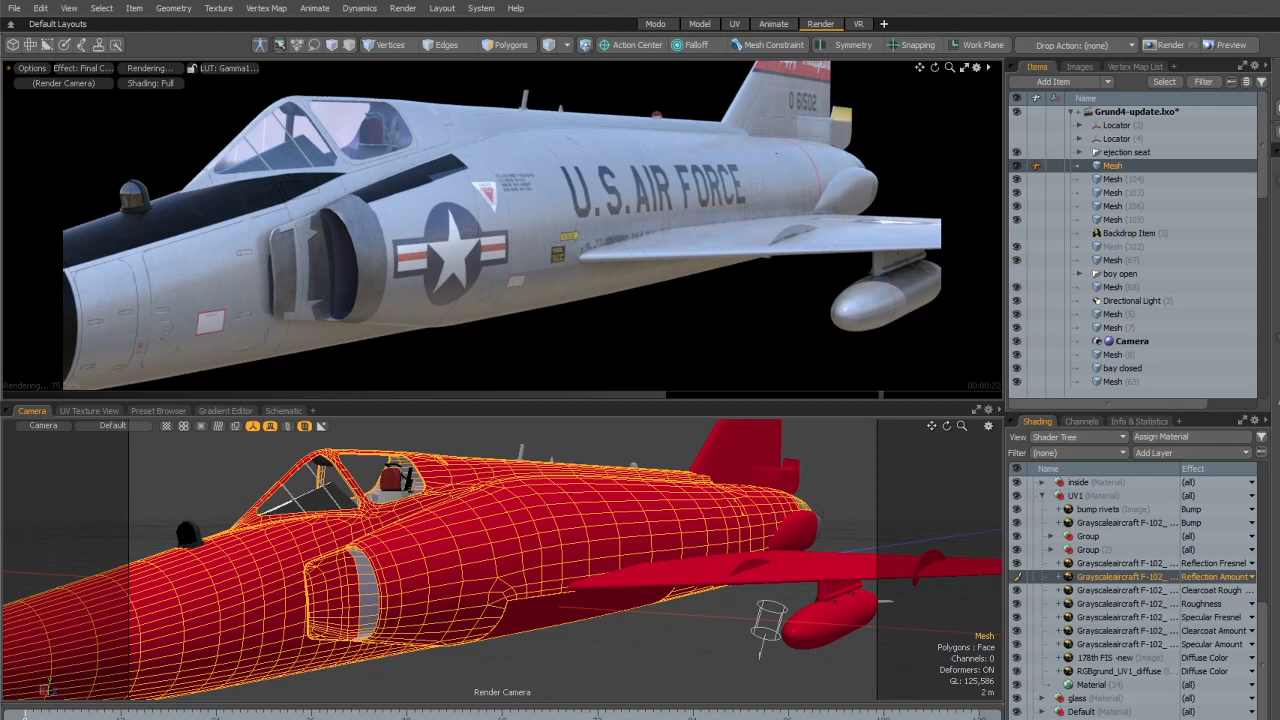 File Edit View Select Item Geometry Texture Vertex Map Animate Dynamics Render Layout System Help
Default Layouts
Modo Model UV Animate Render VR +
Vertices Edges Polygons Action Center Falloff Mesh Constraint Symmetry Snapping Work Plane Drop Action: (none) Render F9 Preview
Options Effect: Final C... Rendering... LUT: Gamma1...
(Render Camera) Shading: Full
Items Images Vertex Map List +
Add Item Select Filter
Name
Grund4-update.lxo*
Locator (3)
Locator (4)
ejection seat
Mesh
Mesh (104)
Mesh (103)
Mesh (106)
Mesh (105)
Backdrop Item (3)
Mesh (102)
Mesh (67)
boy open
Mesh (68)
Directional Light (3)
Mesh (5)
Mesh (7)
Camera
Mesh (8)
bay closed
Mesh (65)
0 61502
U.S. AIR FORCE
00:00:22
Camera UV Texture View Preset Browser Gradient Editor Schematic +
Camera Default
Mesh
Polygons : Face
Channels: 0
Deformers: ON
GL: 125,586
2 m
Render Camera
Shading Channels Info & Statistics +
View Shader Tree Assign Material
Filter (none) Add Layer
Name Effect
inside (Material) (all)
UV1 (Material) (all)
bump rivets (Image) Bump
Grayscaleaircraft F-102_ ... Bump
Group (all)
Group (2) (all)
Grayscaleaircraft F-102_ ... Reflection Fresnel
Grayscaleaircraft F-102_ ... Reflection Amount
Grayscaleaircraft F-102_ ... Clearcoat Rough ...
Grayscaleaircraft F-102_ ... Roughness
Grayscaleaircraft F-102_ ... Specular Fresnel
Grayscaleaircraft F-102_ ... Clearcoat Amount
Grayscaleaircraft F-102_ ... Specular Amount
178th FIS -new (Image) Diffuse Color
RGBgrund_UV1_diffuse (I... Diffuse Color
Material (24) (all)
glass (Material) (all)
Default (Material) (all)